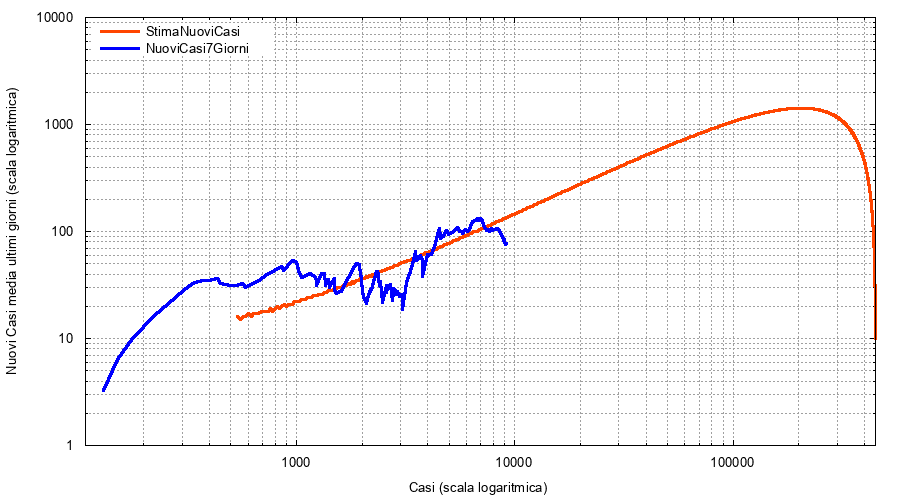 10000
1000
100
10
1
StimaNuoviCasi
NuoviCasi7Giorni
Nuovi Casi media ultimi giorni (scala logaritmica)
1000
10000
100000
Casi (scala logaritmica)